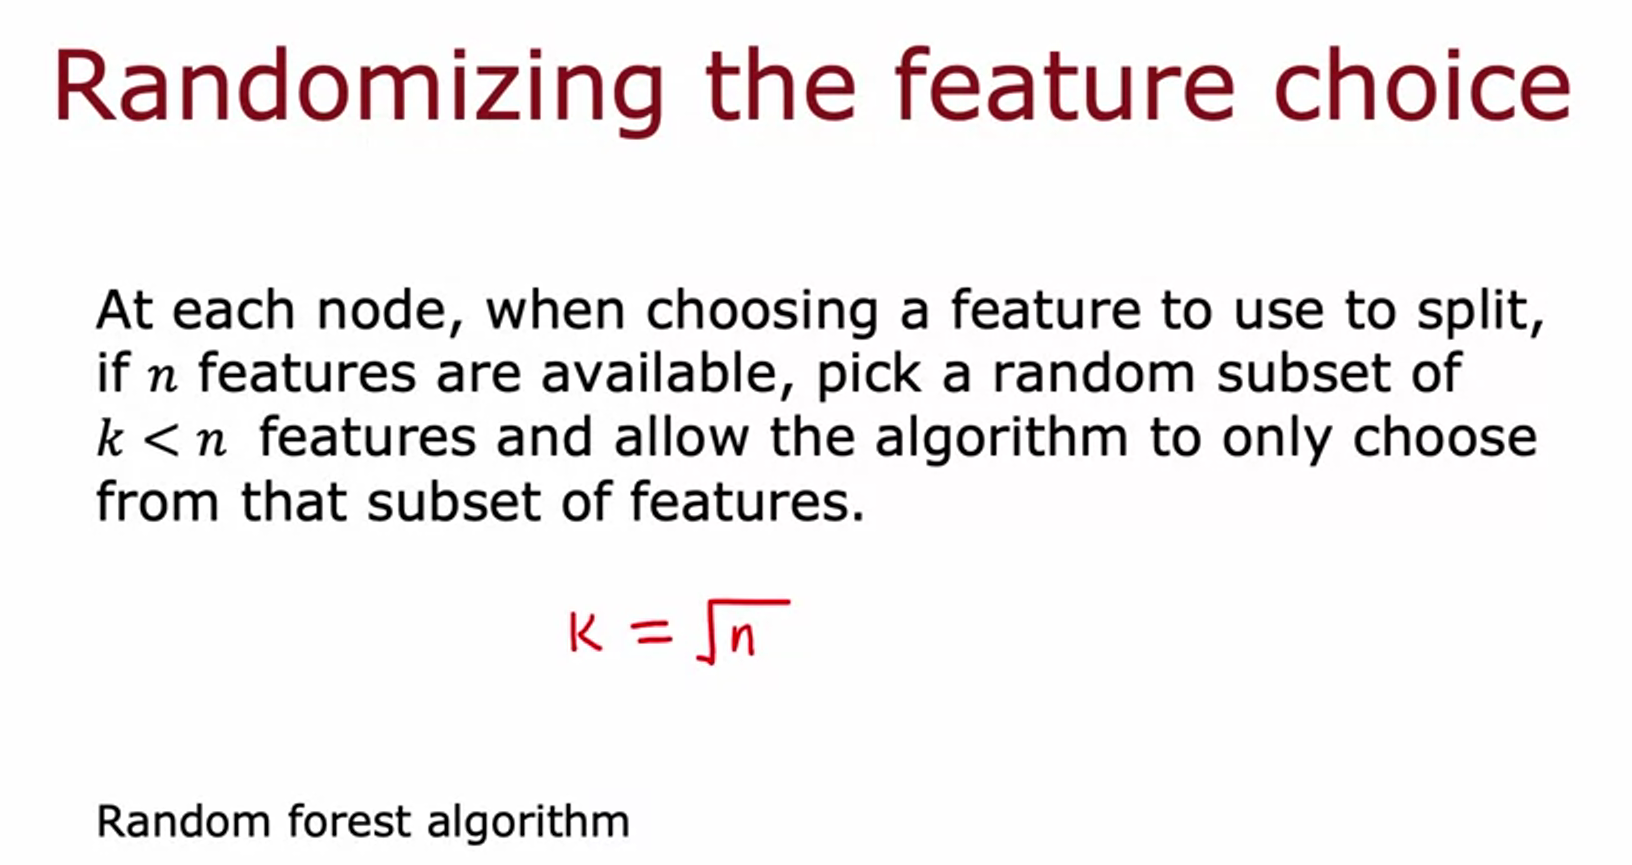 Randomizing the feature choice
At each node, when choosing a feature to use to split,
if n features are available, pick a random subset of
k < n features and allow the algorithm to only choose
from that subset of features.
K = √n
Random forest algorithm